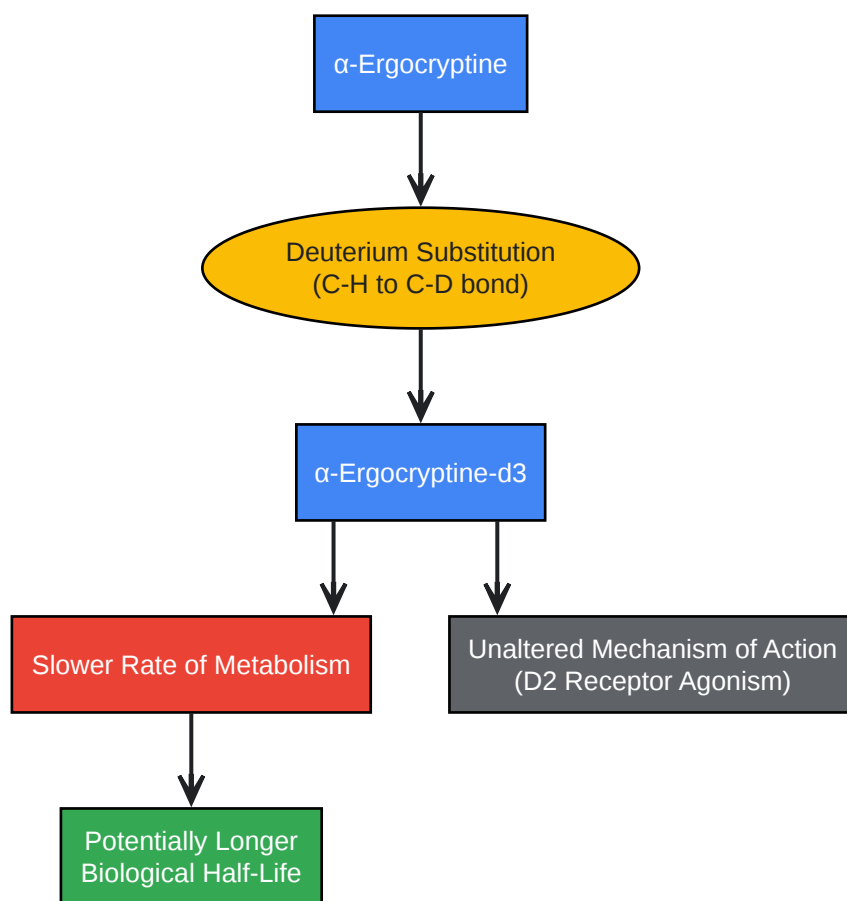 α-Ergocryptine
Deuterium Substitution
(C-H to C-D bond)
α-Ergocryptine-d3
Slower Rate of Metabolism
Unaltered Mechanism of Action
(D2 Receptor Agonism)
Potentially Longer
Biological Half-Life